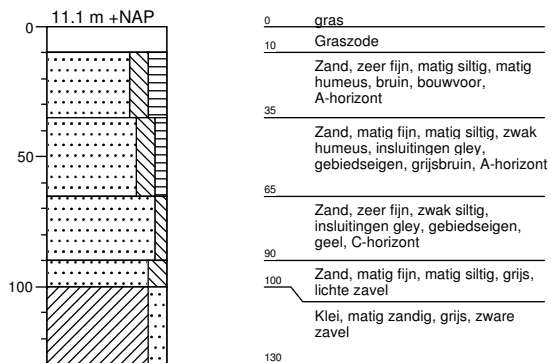 11.1 m +NAP
0
50
100
0
gras
10
Graszode
Zand, zeer fijn, matig siltig, matig
humeus, bruin, bouwvoor,
A-horizont
35
Zand, matig fijn, matig siltig, zwak
humeus, insluitingen gley,
gebiedseigen, grijsbruin, A-horizont
65
Zand, zeer fijn, zwak siltig,
insluitingen gley, gebiedseigen,
geel, C-horizont
90
Zand, matig fijn, matig siltig, grijs,
lichte zavel
100
Klei, matig zandig, grijs, zware
zavel
130